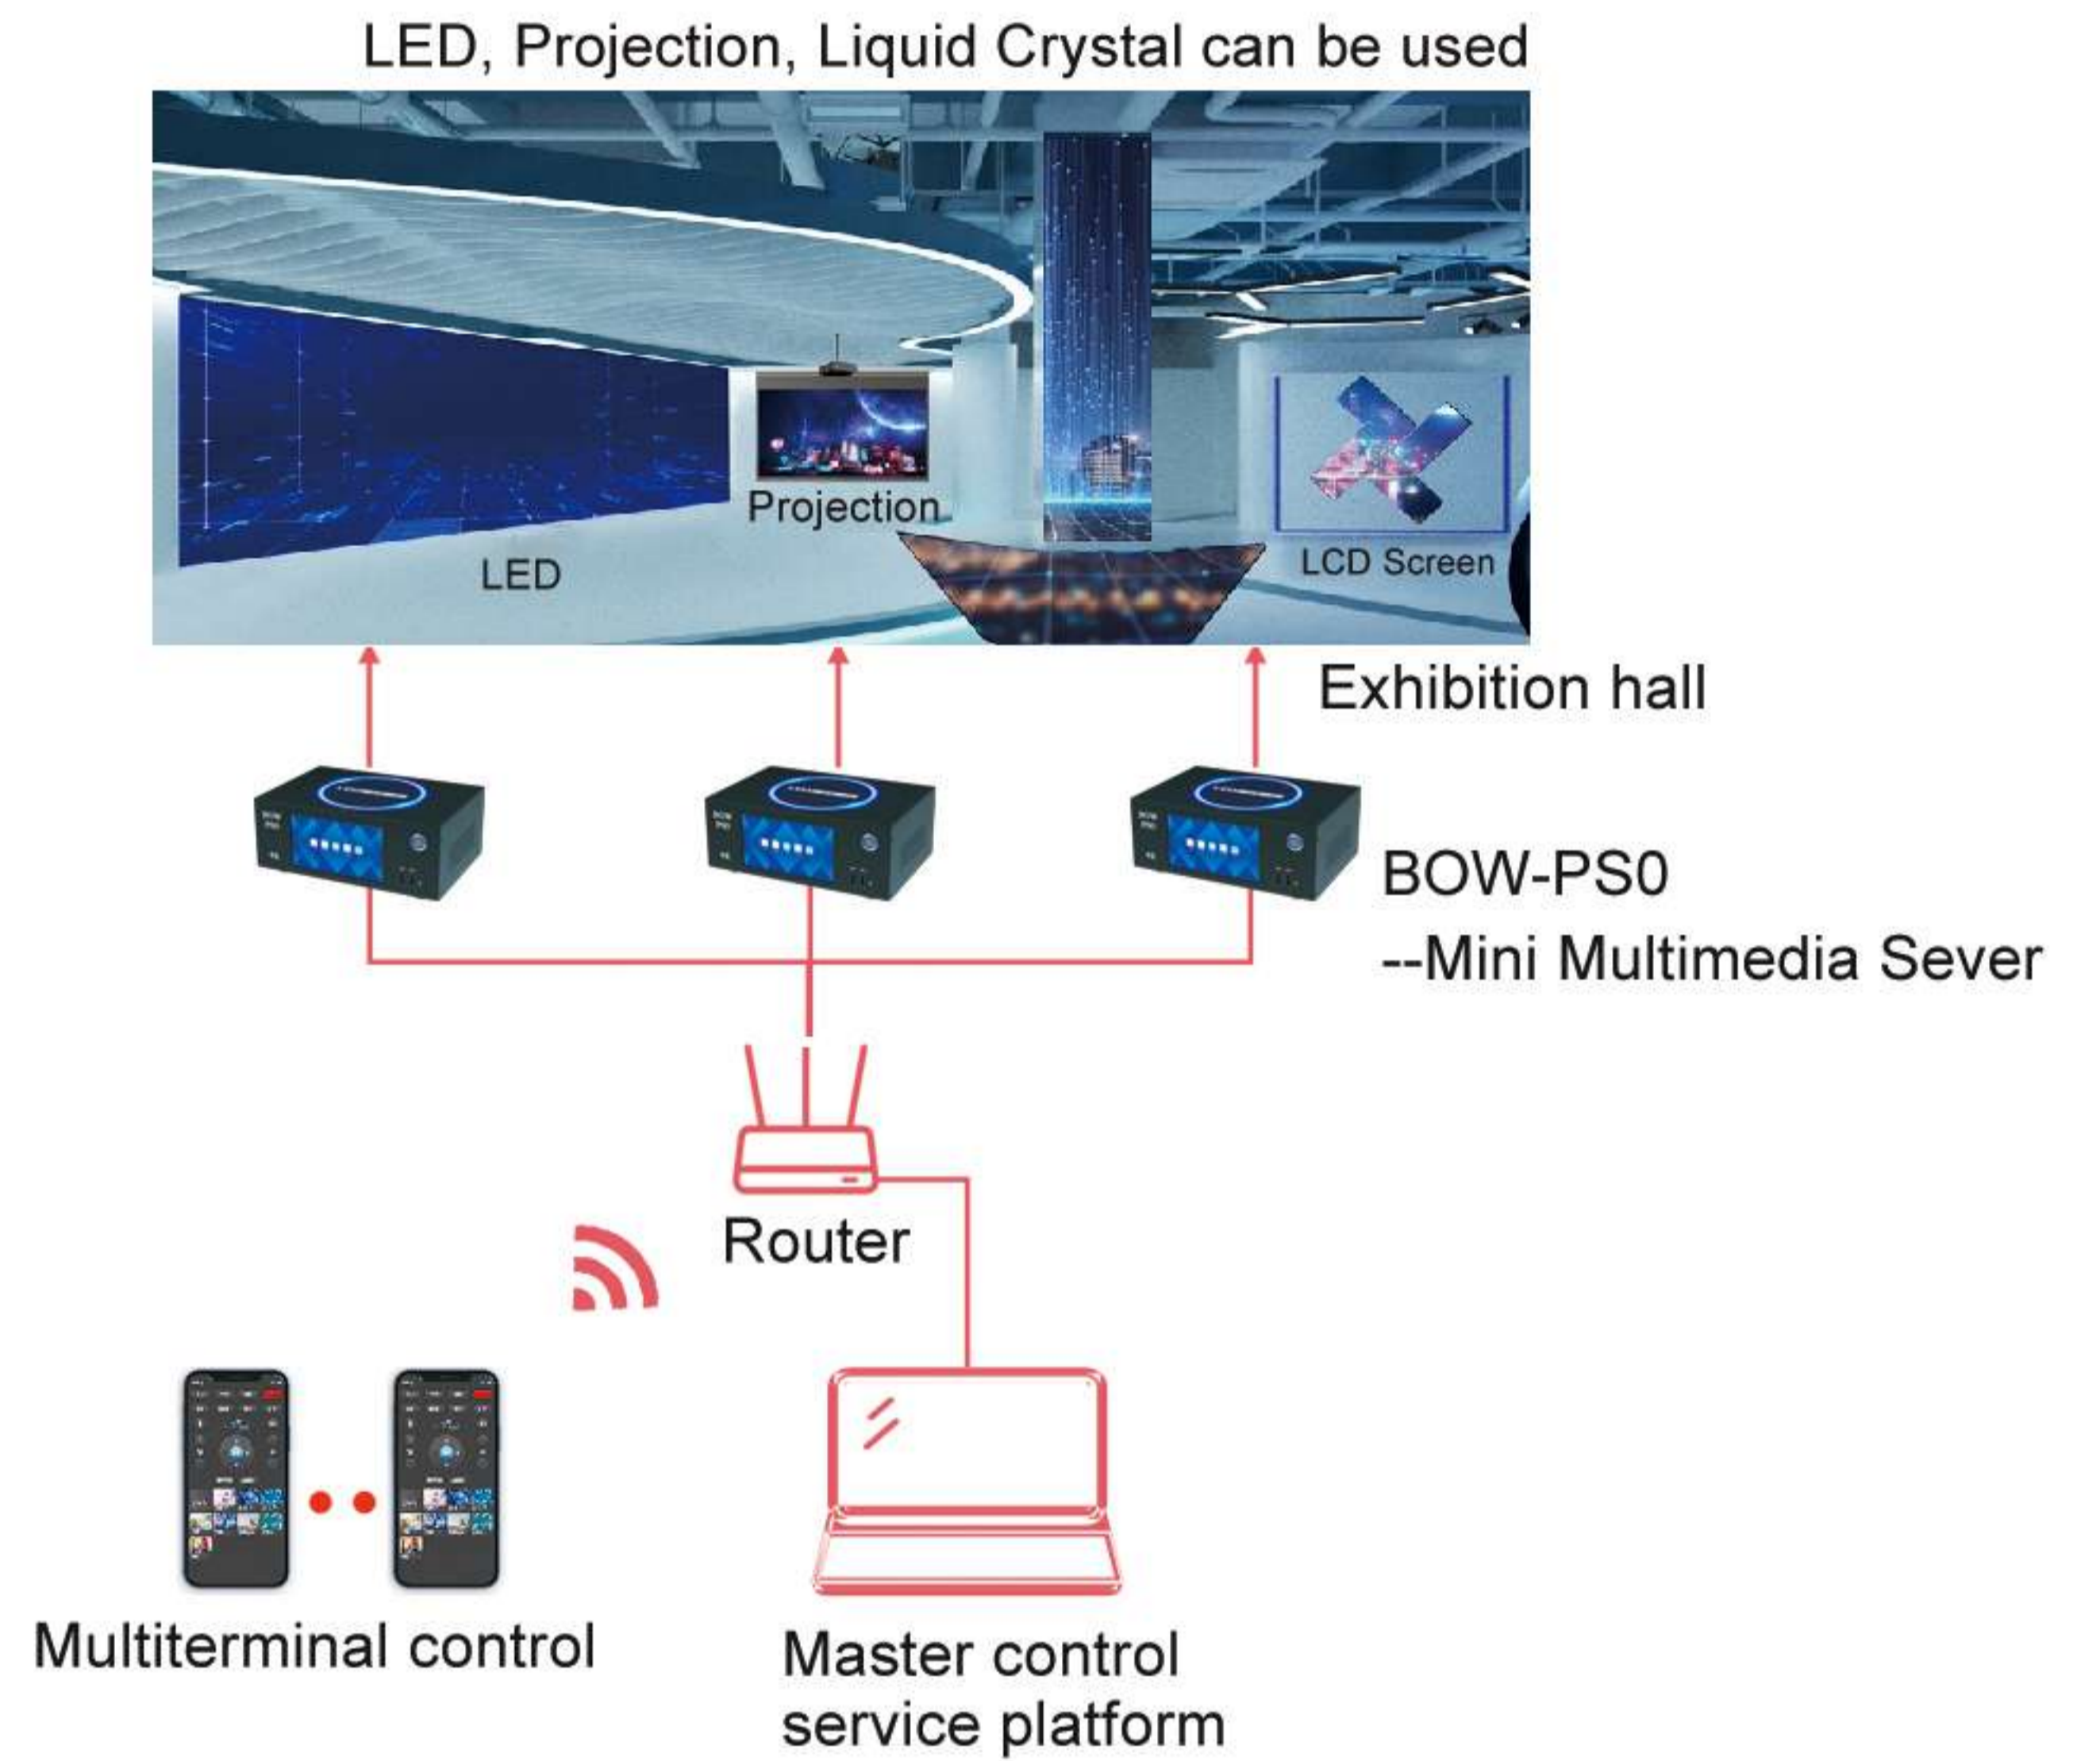 LED, Projection, Liquid Crystal can be used
Projection
LED
LCD Screen
Exhibition hall
BOW-PS0
--Mini Multimedia Sever
Router
Multiterminal control
Master control
service platform